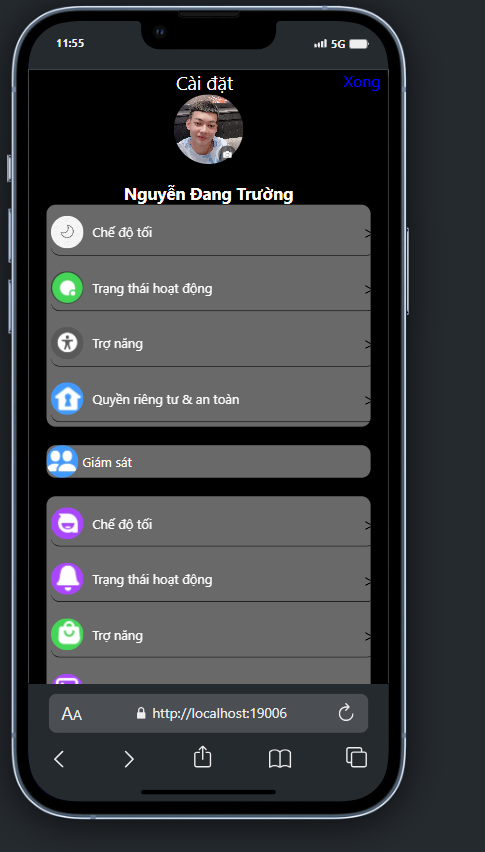 11:55
5G
Cài đặt
Xong
Nguyễn Đang Trường
Chế độ tối
>
Trạng thái hoạt động
>
Trợ năng
>
Quyền riêng tư & an toàn
>
Giám sát
Chế độ tối
>
Trạng thái hoạt động
>
Trợ năng
>
AA
http://localhost:19006